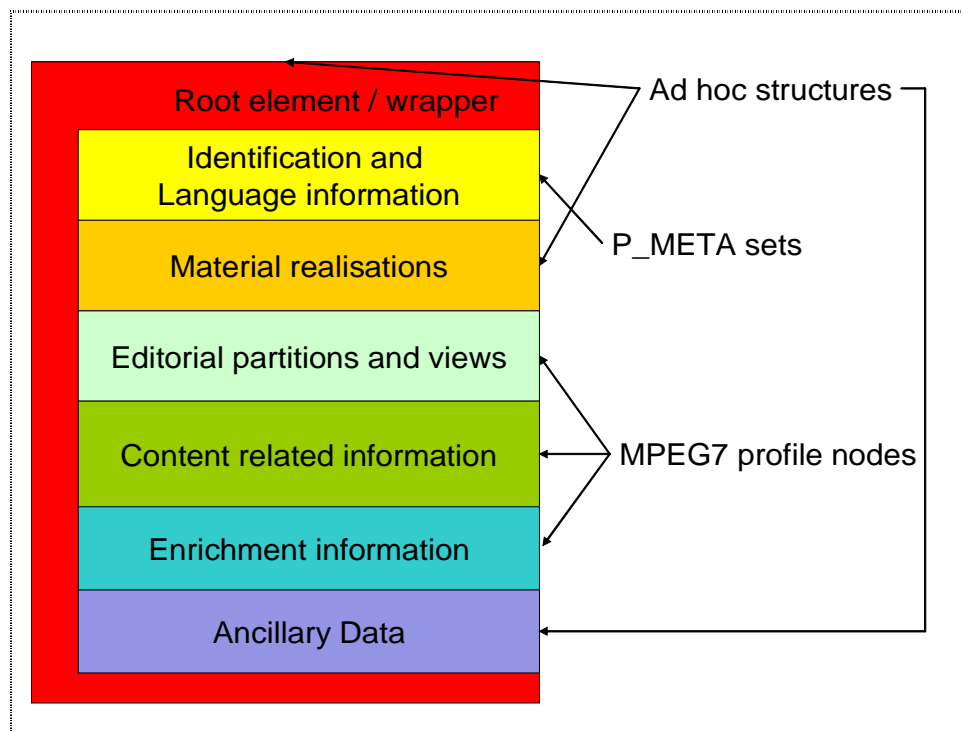 Root element / wrapper
Ad hoc structures
Identification and
Language information
P_META sets
Material realisations
Editorial partitions and views
Content related information
MPEG7 profile nodes
Enrichment information
Ancillary Data